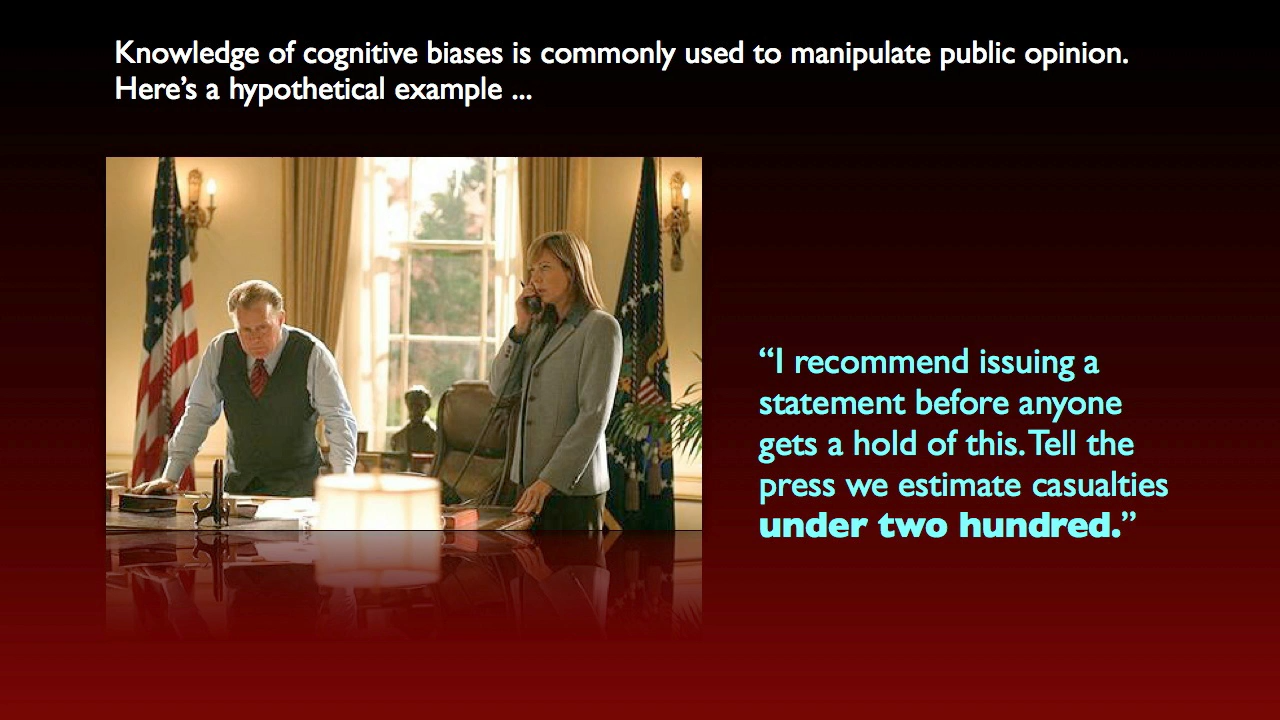 Knowledge of cognitive biases is commonly used to manipulate public opinion.
Here’s a hypothetical example ...
“I recommend issuing a
statement before anyone
gets a hold of this. Tell the
press we estimate casualties
under two hundred.”